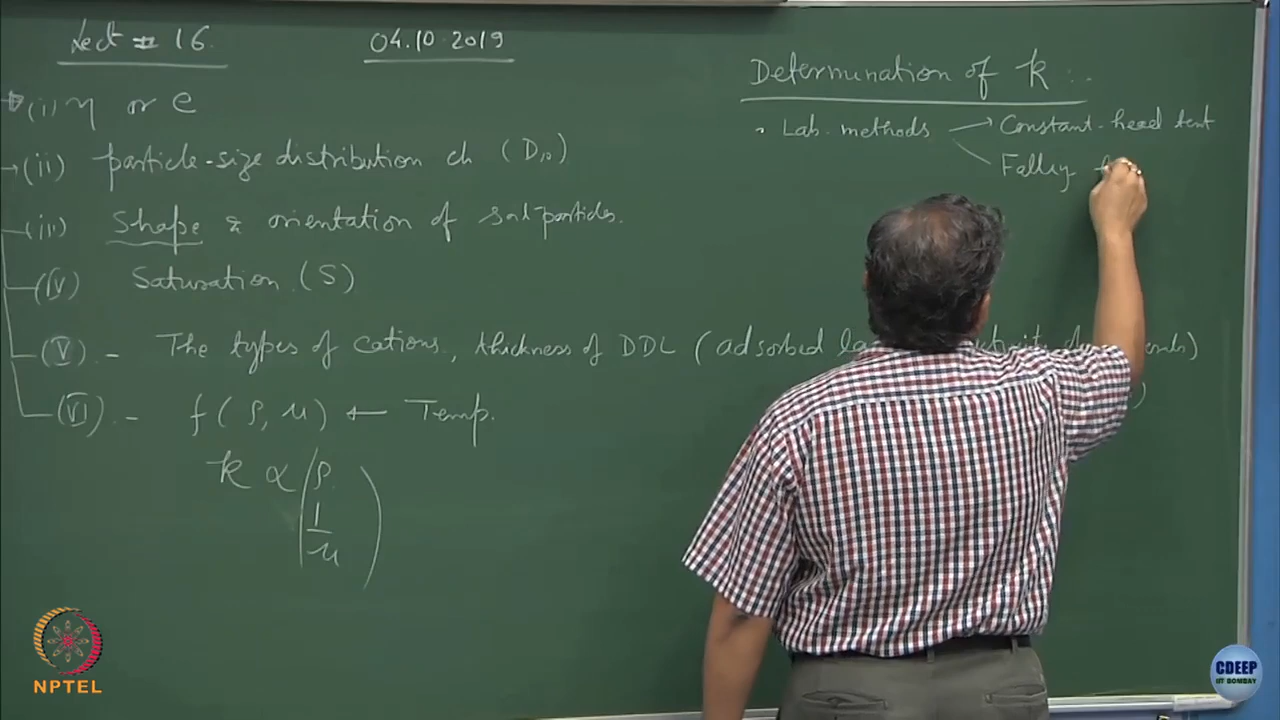 Lect # 16.
04.10.2019
(i) η or e
(ii) particle-size distribution ch (D10)
(iii) Shape & orientation of soil-particles.
(IV) Saturation (S)
(V).- The types of cations, thickness of DDL (adsorbed
(VI).- f(ρ, μ) ← Temp.
k ∝ (ρ
1/μ)
Determination of k
• Lab. methods → Constant-head test
Falling
NPTEL
CDEEP
IIT BOMBAY